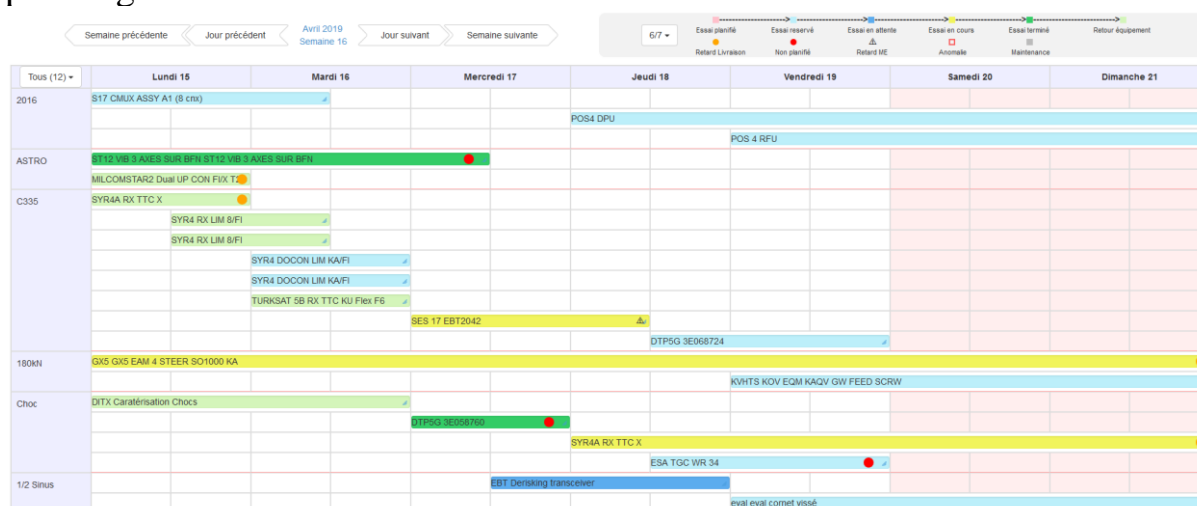 Semaine précédente Jour précédent Avril 2019 Jour suivant Semaine suivante
Semaine 16
6/7
Essai planifié Essai reservé Essai en attente Essai en cours Essai terminé Retour équipement
Retard Livraison Non planifié Retard ME Anomalie Maintenance
Tous (12) Lundi 15 Mardi 16 Mercredi 17 Jeudi 18 Vendredi 19 Samedi 20 Dimanche 21
2016 S17 CMUX ASSY A1 (8 cnx)
POS4 DPU
POS 4 RFU
ASTRO ST12 VIB 3 AXES SUR BFN ST12 VIB 3 AXES SUR BFN
MILCOMSTAR2 Dual UP CON FI/X
C335 SYR4A RX TTC X
SYR4 RX LIM 8/FI
SYR4 RX LIM 8/FI
SYR4 DOCON LIM KA/FI
SYR4 DOCON LIM KA/FI
TURKSAT 5B RX TTC KU Flex F6
SES 17 EBT2042
DTP5G 3E068724
180kN GX5 GX5 EAM 4 STEER SO1000 KA
KVHTS KOV EQM KAQV GW FEED SCRW
Choc DITX Caratérisation Chocs
DTP5G 3E058760
SYR4A RX TTC X
ESA TGC WR 34
1/2 Sinus EBT Derisking transceiver
eval eval cornet vissé